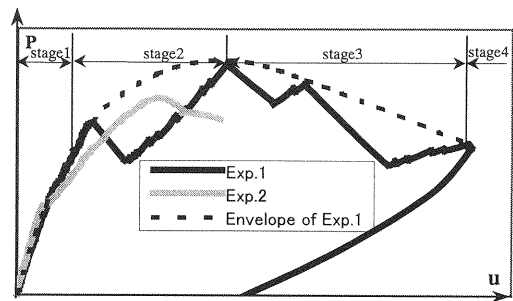 P
stage1 stage2 stage3 stage4
Exp.1
Exp.2
Envelope of Exp.1
u